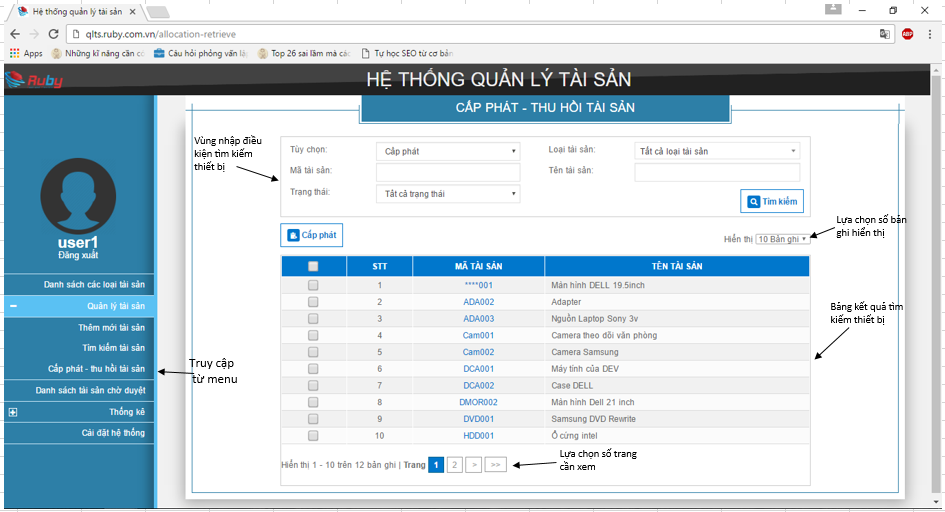 Hệ thống quản lý tài sản
qlts.ruby.com.vn/allocation-retrieve
ABP
Apps
Những kĩ năng cần có
Câu hỏi phỏng vấn lậ
Top 26 sai lầm mà các
Tự học SEO từ cơ bản
Ruby
HỆ THỐNG QUẢN LÝ TÀI SẢN
CẤP PHÁT - THU HỒI TÀI SẢN
Vùng nhập điều
kiện tìm kiếm
thiết bị
Tùy chọn:
Cấp phát
Loại tài sản:
Tất cả loại tài sản
Mã tài sản:
Tên tài sản:
Trạng thái:
Tất cả trạng thái
Tìm kiếm
user1
Đăng xuất
Cấp phát
Hiển thị
10 Bản ghi
Lựa chọn số bản
ghi hiển thị
Danh sách các loại tài sản
Quản lý tài sản
Thêm mới tài sản
Tìm kiếm tài sản
Cấp phát - thu hồi tài sản
Danh sách tài sản chờ duyệt
Thống kê
Cài đặt hệ thống
Truy cập
từ menu
STT MÃ TÀI SẢN TÊN TÀI SẢN
1 ****001 Màn hình DELL 19.5inch
2 ADA002 Adapter
3 ADA003 Nguồn Laptop Sony 3v
4 Cam001 Camera theo dõi văn phòng
5 Cam002 Camera Samsung
6 DCA001 Máy tính của DEV
7 DCA002 Case DELL
8 DMOR002 Màn hình Dell 21 inch
9 DVD001 Samsung DVD Rewrite
10 HDD001 Ổ cứng intel
Bảng kết quả tìm
kiếm thiết bị
Hiển thị 1 - 10 trên 12 bản ghi | Trang 1 2 > >>
Lựa chọn số trang
cần xem